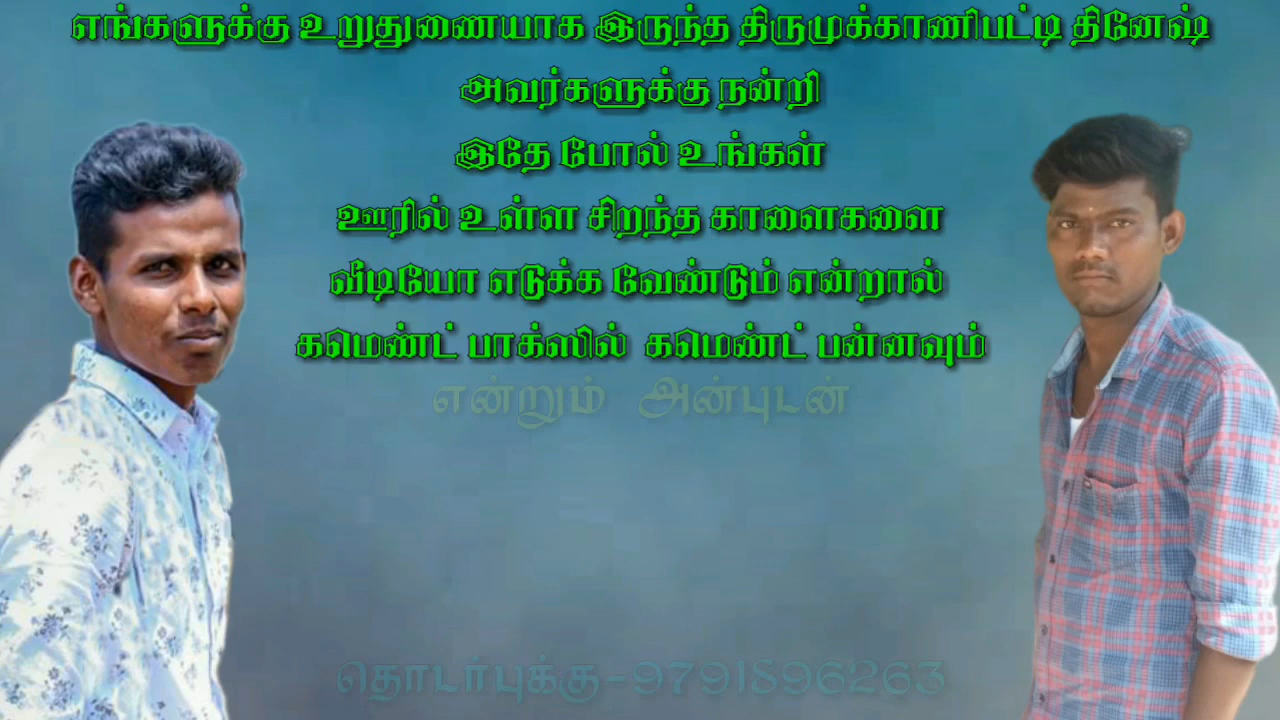 எங்களுக்கு உறுதுணையாக இருந்த திருமுக்காணிபட்டி தினேஷ்
அவர்களுக்கு நன்றி
இதே போல் உங்கள்
ஊரில் உள்ள சிறந்த காளைகளை
வீடியோ எடுக்க வேண்டும் என்றால்
கமெண்ட் பாக்ஸில் கமெண்ட் பன்னவும்
என்றும் அன்புடன்
தொடர்புக்கு-9791896263